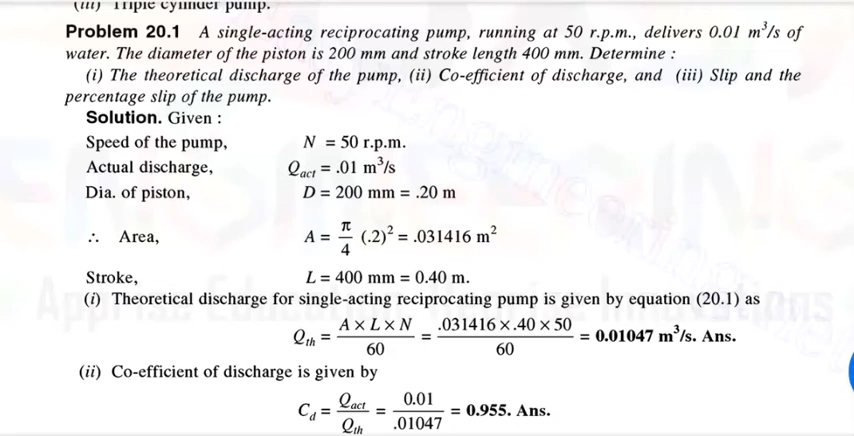 (iii) Triple cylinder pump.
Problem 20.1 A single-acting reciprocating pump, running at 50 r.p.m., delivers 0.01 m³/s of
water. The diameter of the piston is 200 mm and stroke length 400 mm. Determine :
(i) The theoretical discharge of the pump, (ii) Co-efficient of discharge, and (iii) Slip and the
percentage slip of the pump.
Solution. Given :
Speed of the pump, N = 50 r.p.m.
Actual discharge, Qact = .01 m³/s
Dia. of piston, D = 200 mm = .20 m
∴ Area, A = π/4 (.2)² = .031416 m²
Stroke, L = 400 mm = 0.40 m.
(i) Theoretical discharge for single-acting reciprocating pump is given by equation (20.1) as
Qth = A × L × N / 60 = .031416 × .40 × 50 / 60 = 0.01047 m³/s. Ans.
(ii) Co-efficient of discharge is given by
Cd = Qact / Qth = 0.01 / .01047 = 0.955. Ans.